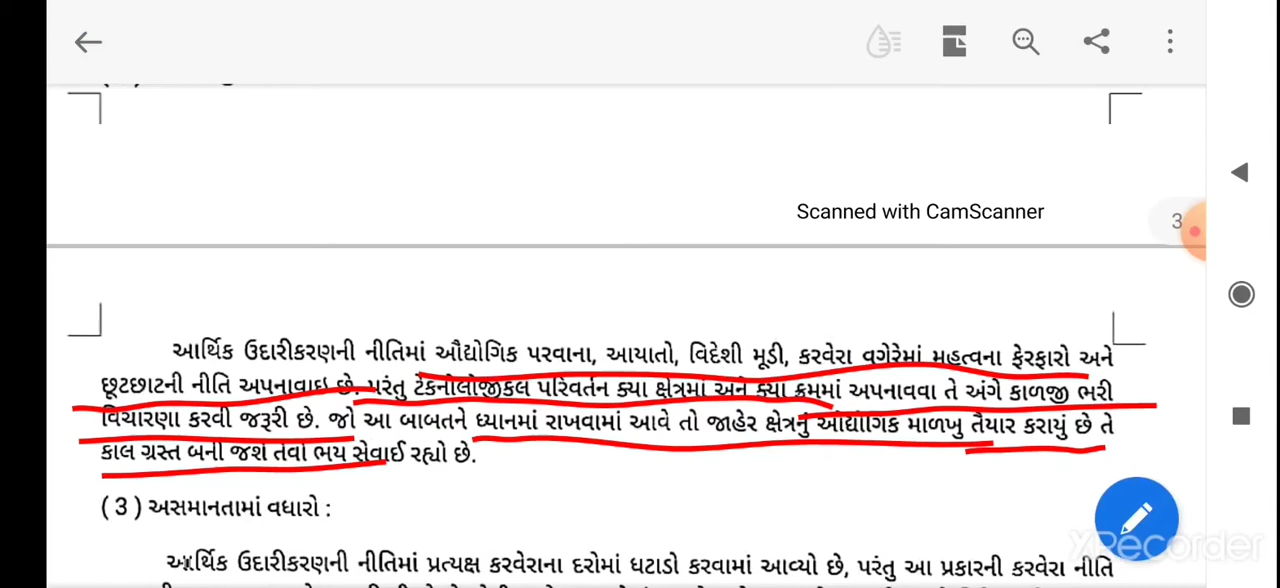 Scanned with CamScanner
3
આર્થિક ઉદારીકરણની નીતિમાં ઔદ્યોગિક પરવાના, આયાતો, વિદેશી મૂડી, કરવેરા વગેરેમાં મહત્વના ફેરફારો અને
છૂટછાટની નીતિ અપનાવાઇ છે. પરંતુ ટેકનોલોજીકલ પરિવર્તન ક્યા ક્ષેત્રમાં અને ક્યા ક્રમમાં અપનાવવા તે અંગે કાળજી ભરી
વિચારણા કરવી જરૂરી છે. જો આ બાબતને ધ્યાનમાં રાખવામાં આવે તો જાહેર ક્ષેત્રનું ઔદ્યોગિક માળખુ તૈયાર કરાયું છે તે
કાલ ગ્રસ્ત બની જશે તેવો ભય સેવાઈ રહ્યો છે.
(3) અસમાનતામાં વધારો :
આર્થિક ઉદારીકરણની નીતિમાં પ્રત્યક્ષ કરવેરાના દરોમાં ઘટાડો કરવામાં આવ્યો છે, પરંતુ આ પ્રકારની કરવેરા નીતિ
XRecorder